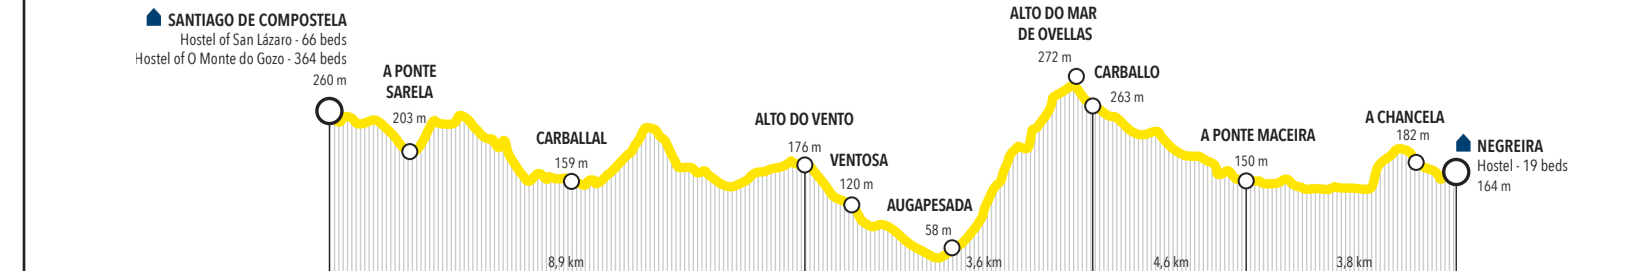 SANTIAGO DE COMPOSTELA
Hostel of San Lázaro - 66 beds
Hostel of O Monte do Gozo - 364 beds
260 m
A PONTE
SARELA
203 m
CARBALLAL
159 m
ALTO DO VENTO
176 m
VENTOSA
120 m
AUGAPESADA
58 m
ALTO DO MAR
DE OVELLAS
272 m
CARBALLO
263 m
A PONTE MACEIRA
150 m
A CHANCELA
182 m
NEGREIRA
Hostel - 19 beds
164 m
8,9 km
3,6 km
4,6 km
3,8 km